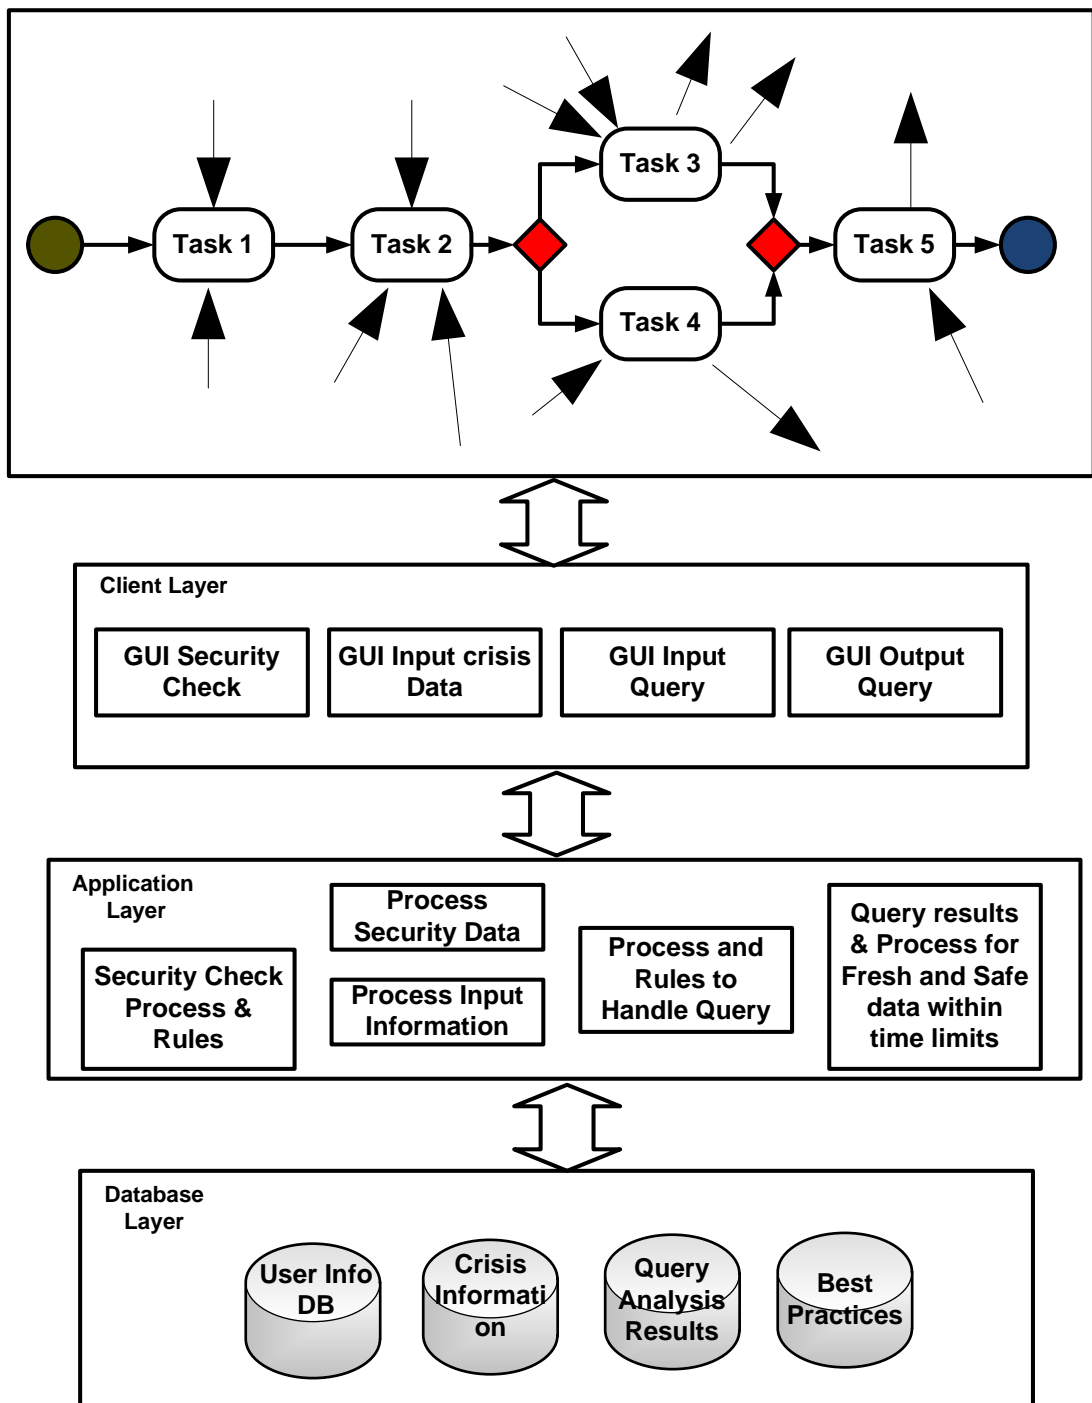 Task 3
Task 1
Task 2
Task 5
Task 4
Client Layer
GUI Security
Check
GUI Input crisis
Data
GUI Input
Query
GUI Output
Query
Application
Layer
Security Check
Process &
Rules
Process
Security Data
Process Input
Information
Process and
Rules to
Handle Query
Query results
& Process for
Fresh and Safe
data within
time limits
Database
Layer
User Info
DB
Crisis
Informati
on
Query
Analysis
Results
Best
Practices